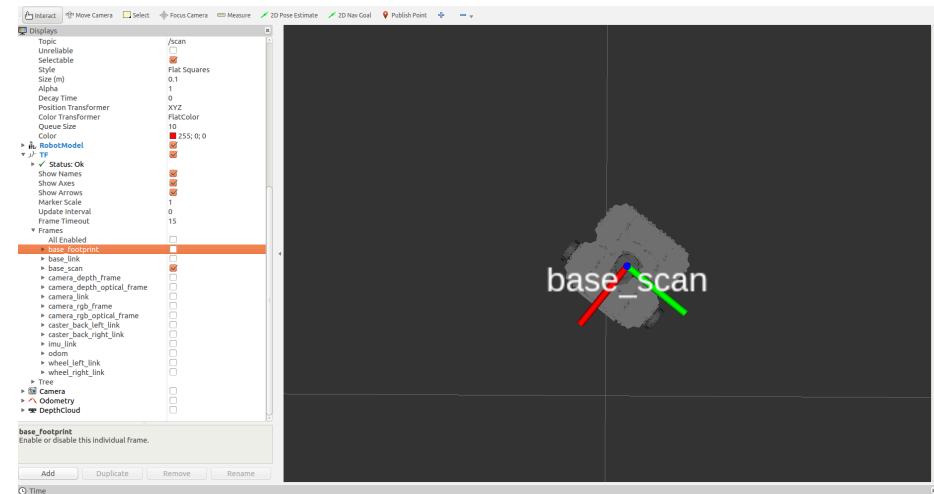 Interact Move Camera Select Focus Camera Measure 2D Pose Estimate 2D Nav Goal Publish Point
Displays
Topic /scan
Unreliable
Selectable
Style Flat Squares
Size (m) 0.1
Alpha 1
Decay Time 0
Position Transformer XYZ
Color Transformer FlatColor
Queue Size 10
Color 255; 0; 0
RobotModel
TF
Status: Ok
Show Names
Show Axes
Show Arrows
Marker Scale 1
Update Interval 0
Frame Timeout 15
Frames
All Enabled
base_footprint
base_link
base_scan
camera_depth_frame
camera_depth_optical_frame
camera_link
camera_rgb_frame
camera_rgb_optical_frame
caster_back_left_link
caster_back_right_link
imu_link
odom
wheel_left_link
wheel_right_link
Tree
Camera
Odometry
DepthCloud
base_footprint
Enable or disable this individual frame.
Add Duplicate Remove Rename
Time
base_scan